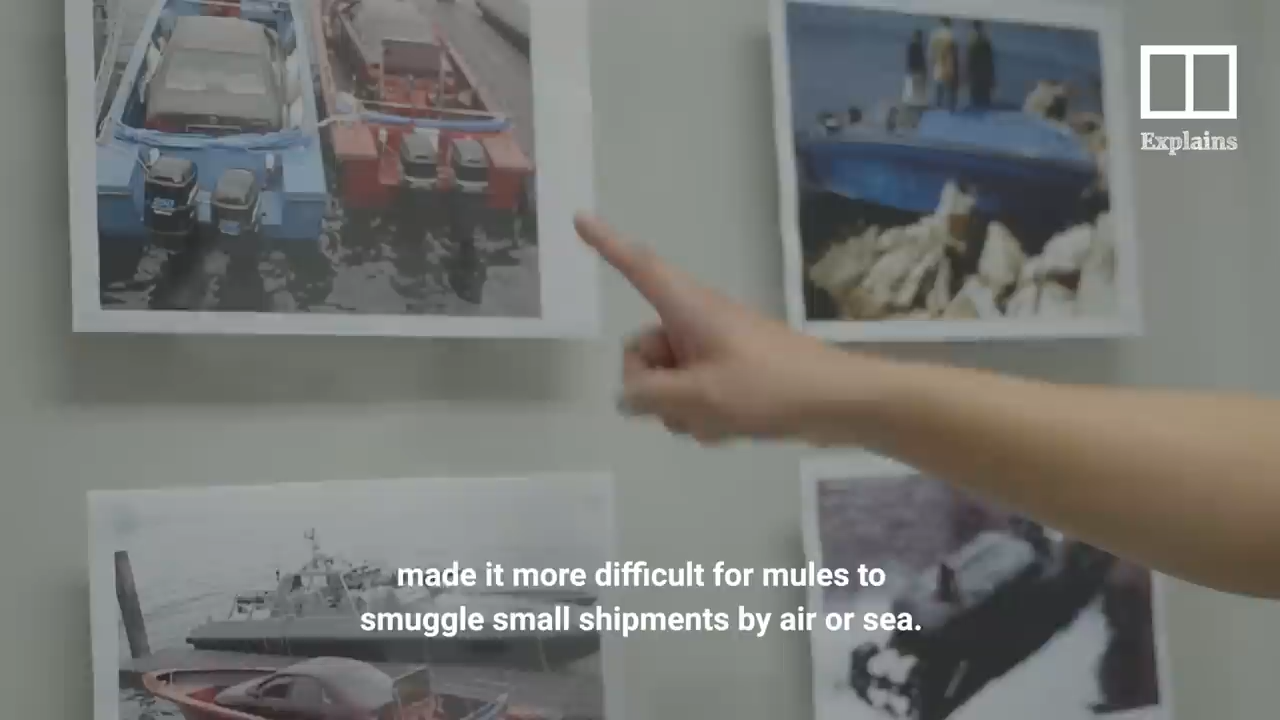 Explains
made it more difficult for mules to
smuggle small shipments by air or sea.